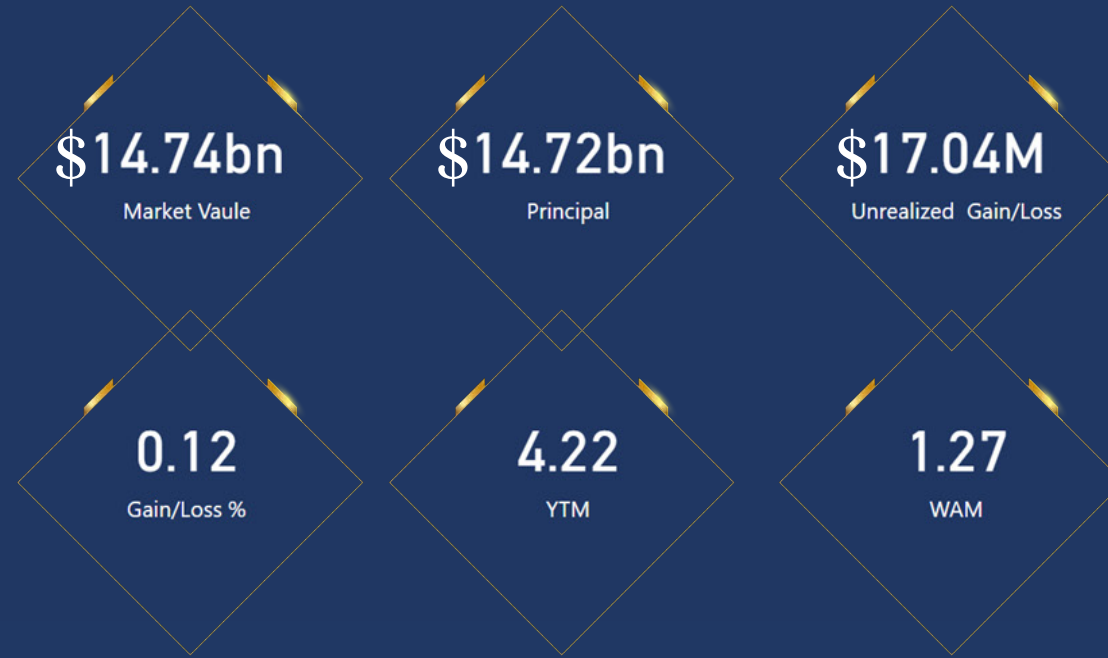 $14.74bn
Market Vaule
$14.72bn
Principal
$17.04M
Unrealized  Gain/Loss
0.12
Gain/Loss %
4.22
YTM
1.27
WAM